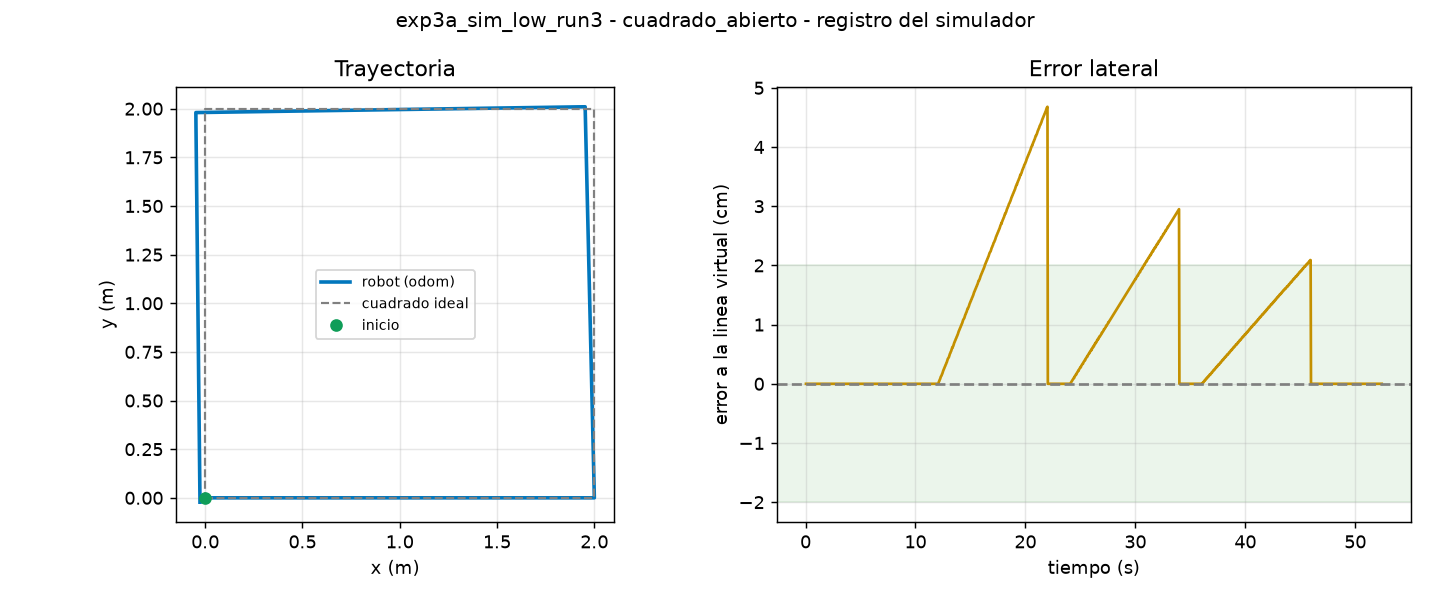 exp3a_sim_low_run3 - cuadrado_abierto - registro del simulador
Trayectoria
2.00
1.75
1.50
1.25
1.00
0.75
0.50
0.25
0.00
y (m)
robot (odom)
cuadrado ideal
inicio
0.0 0.5 1.0 1.5 2.0
x (m)
Error lateral
5
4
3
2
1
0
−1
−2
error a la linea virtual (cm)
0 10 20 30 40 50
tiempo (s)